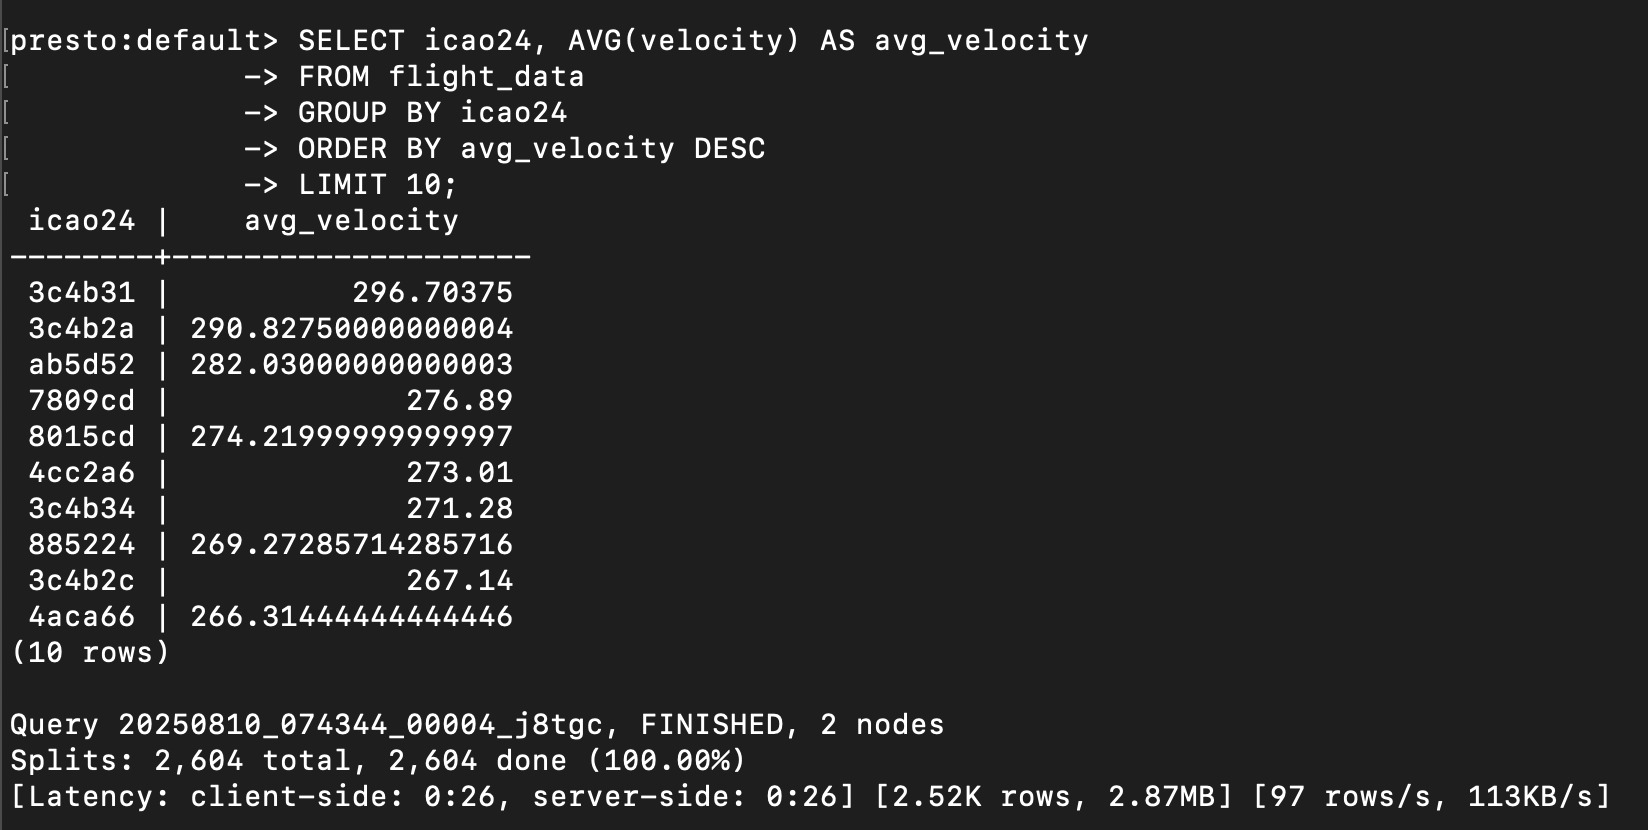 presto:default> SELECT icao24, AVG(velocity) AS avg_velocity
             -> FROM flight_data
             -> GROUP BY icao24
             -> ORDER BY avg_velocity DESC
             -> LIMIT 10;
 icao24 |    avg_velocity
--------+--------------------
 3c4b31 |          296.70375
 3c4b2a | 290.82750000000004
 ab5d52 | 282.03000000000003
 7809cd |             276.89
 8015cd | 274.21999999999997
 4cc2a6 |             273.01
 3c4b34 |             271.28
 885224 | 269.27285714285716
 3c4b2c |             267.14
 4aca66 | 266.31444444444446
(10 rows)

Query 20250810_074344_00004_j8tgc, FINISHED, 2 nodes
Splits: 2,604 total, 2,604 done (100.00%)
[Latency: client-side: 0:26, server-side: 0:26] [2.52K rows, 2.87MB] [97 rows/s, 113KB/s]